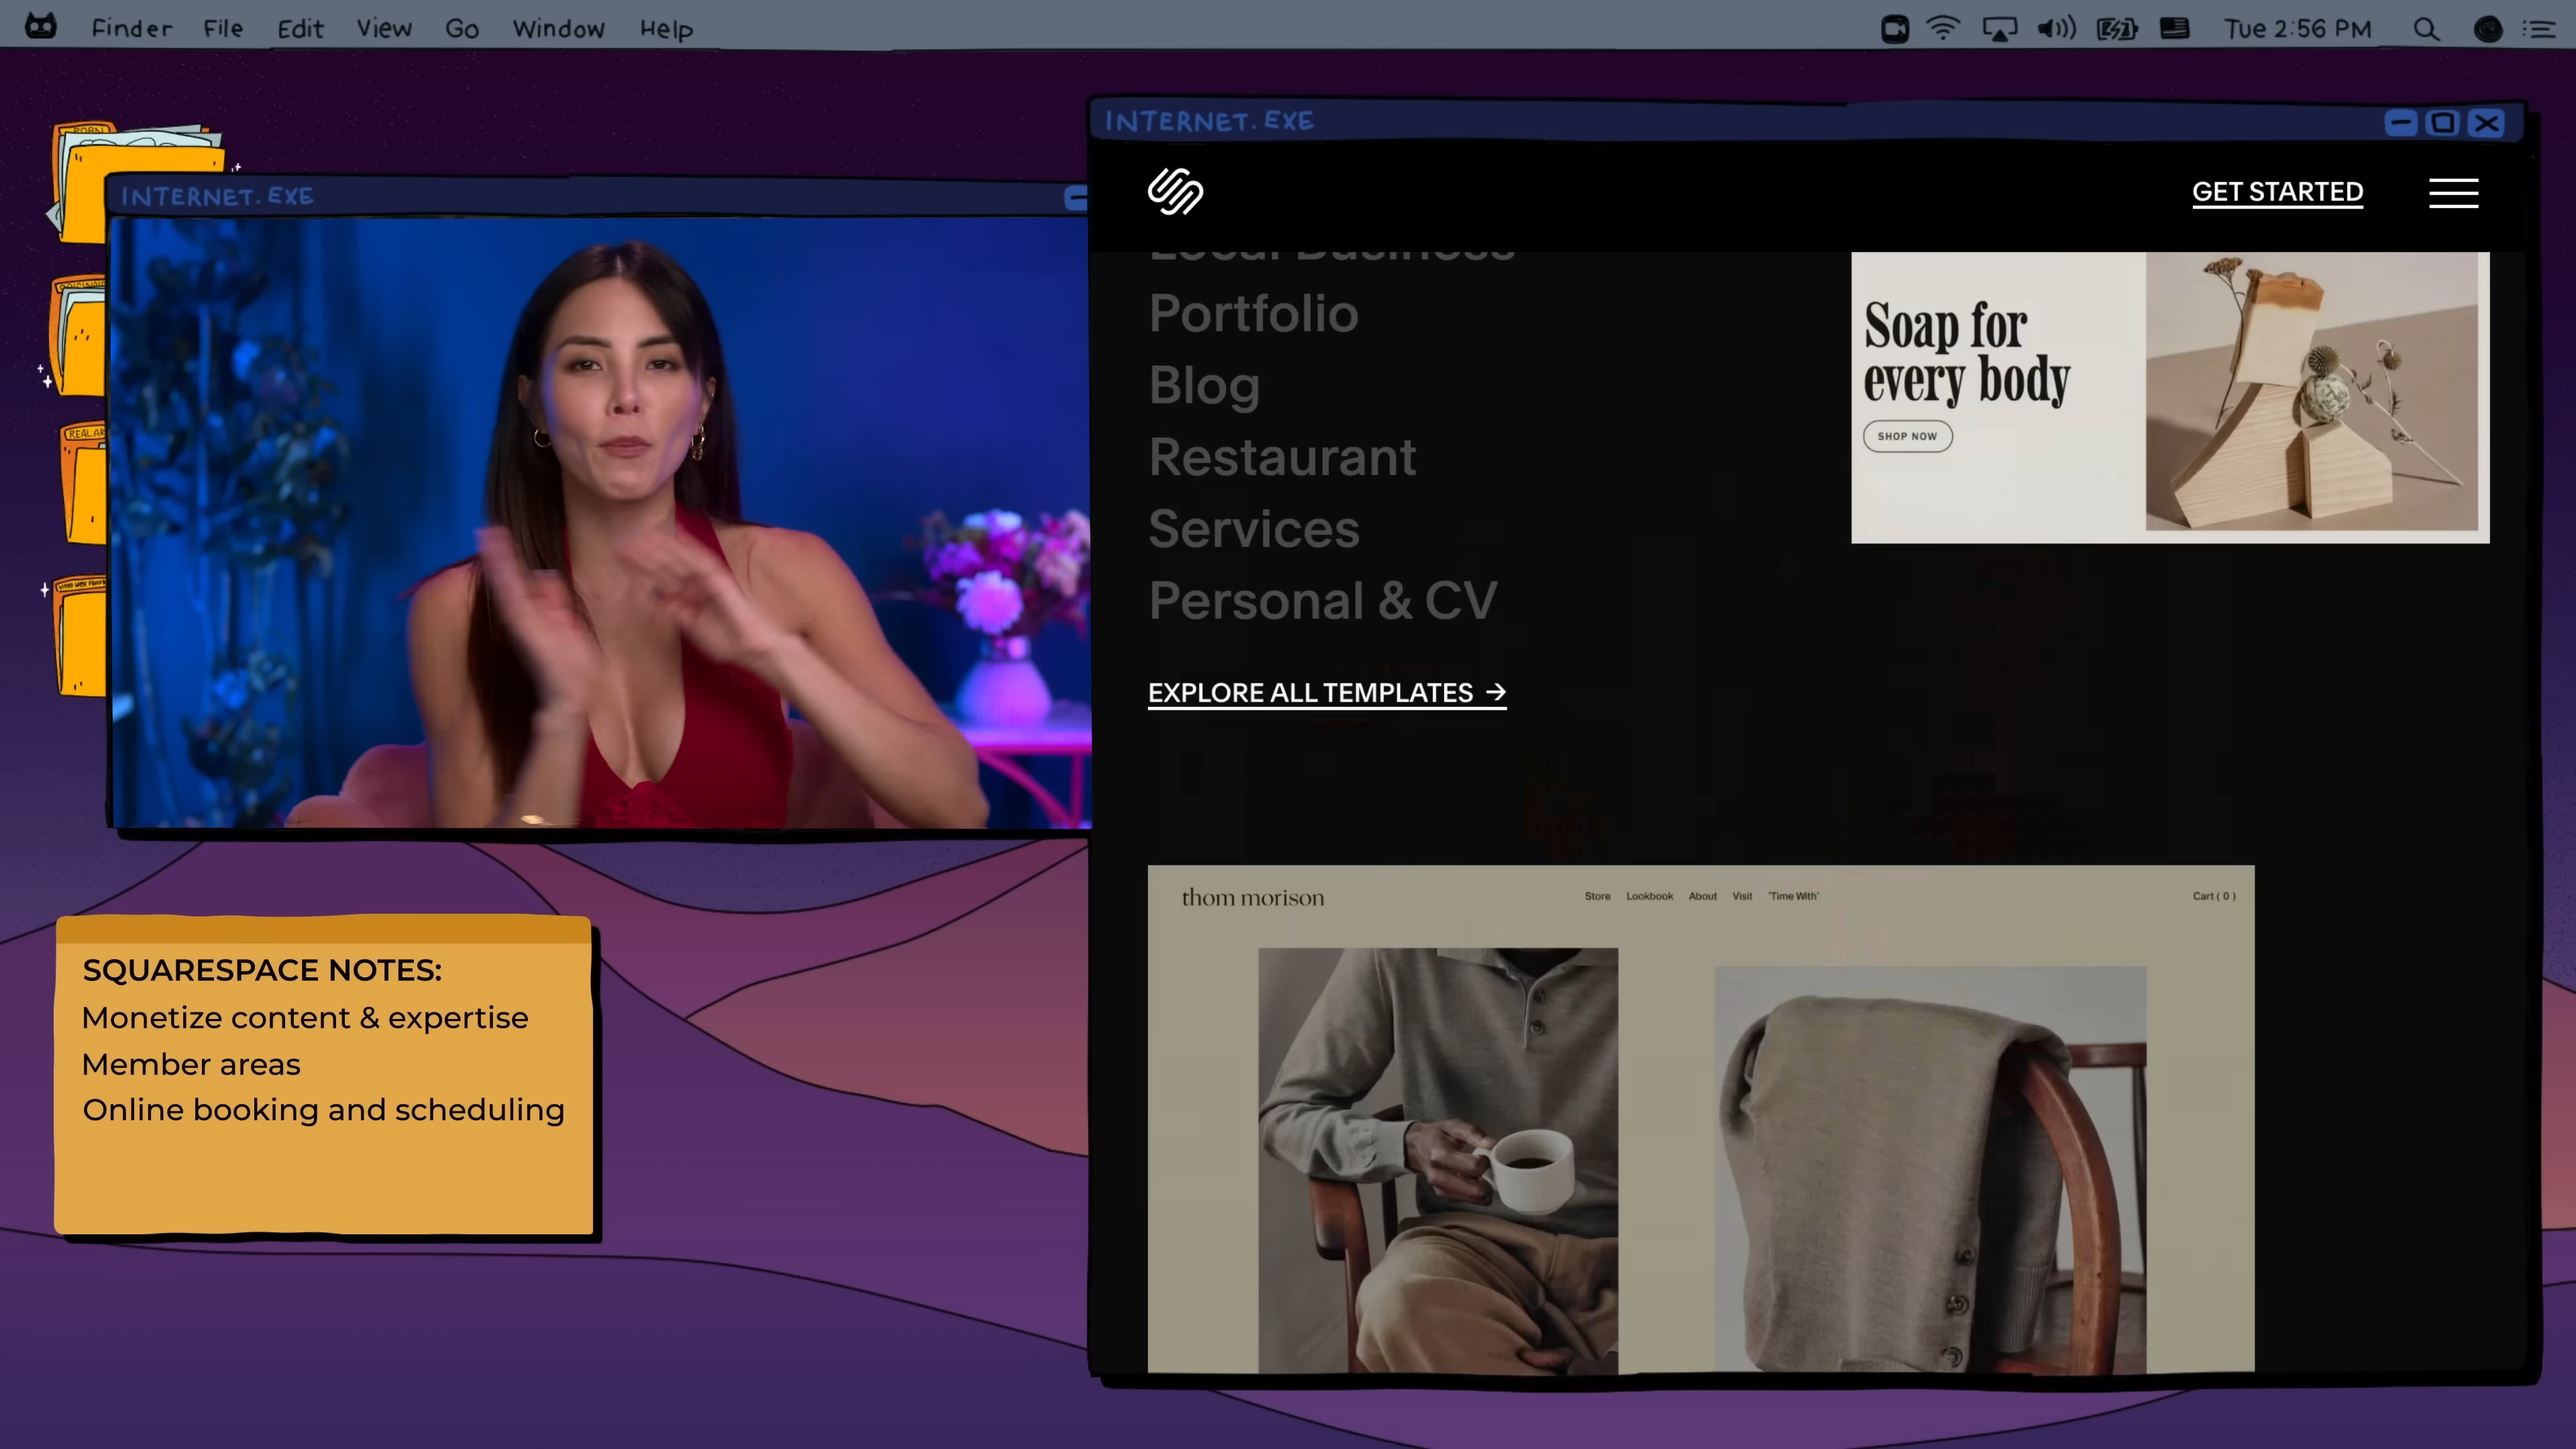 Finder File Edit View Go Window Help
Tue 2:56 PM
INTERNET.EXE
INTERNET.EXE
GET STARTED
Local Business
Portfolio
Blog
Restaurant
Services
Personal & CV
EXPLORE ALL TEMPLATES →
Soap for
every body
SHOP NOW
thom morison
Store Lookbook About Visit 'Time With'
Cart ( 0 )
SQUARESPACE NOTES:
Monetize content & expertise
Member areas
Online booking and scheduling